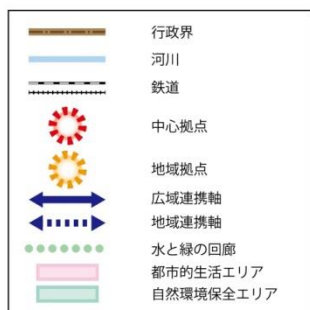 行政界
河川
鉄道
中心拠点
地域拠点
広域連携軸
地域連携軸
水と緑の回廊
都市的生活エリア
自然環境保全エリア